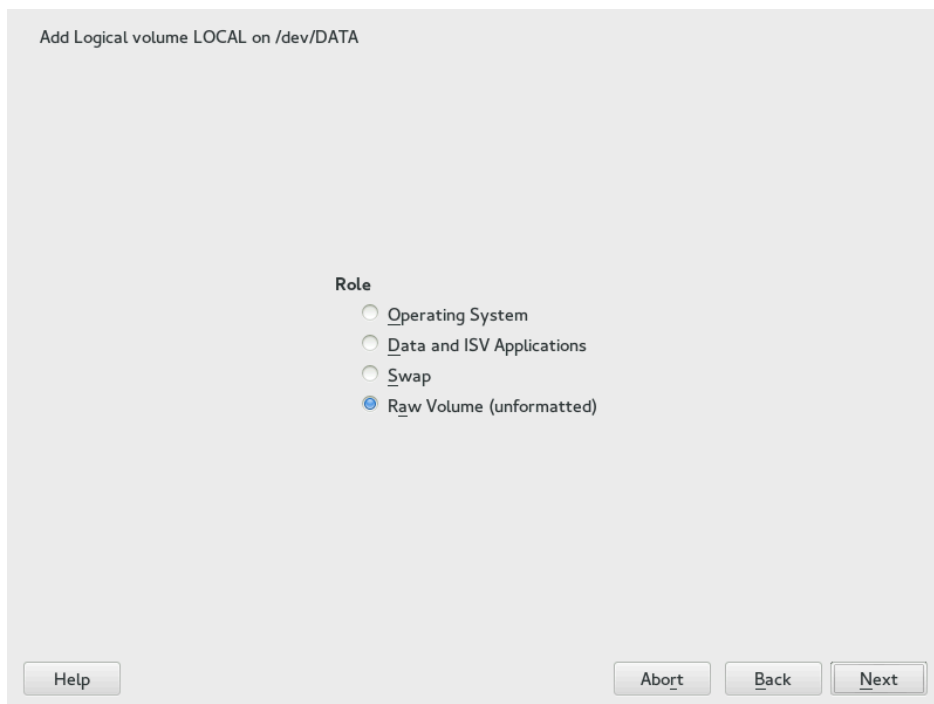 Add Logical volume LOCAL on /dev/DATA
Role
Operating System
Data and ISV Applications
Swap
Raw Volume (unformatted)
Help Abort Back Next